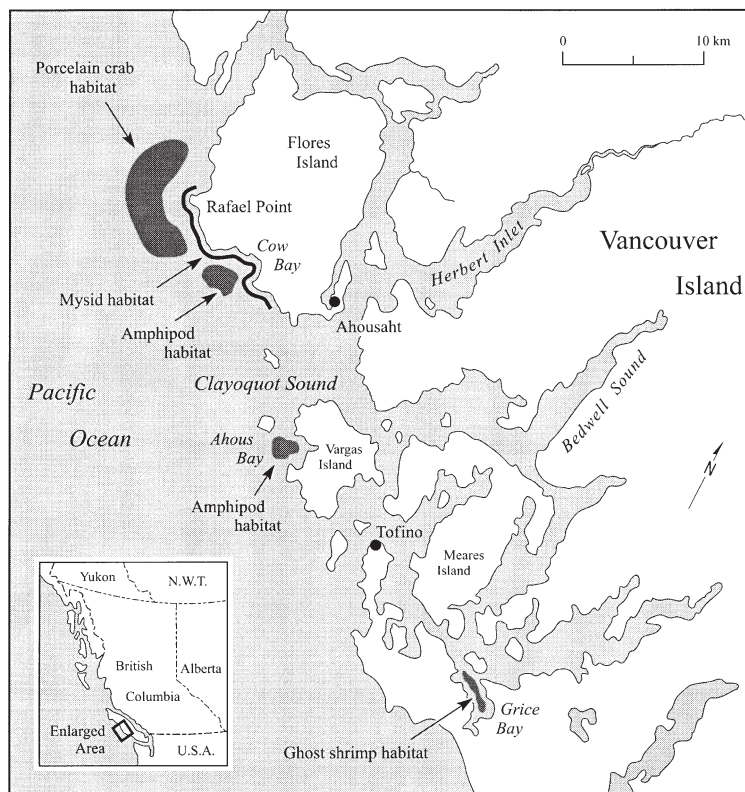 Porcelain crab
habitat
0 10 km
Flores
Island
Rafael Point
Cow
Bay
Herbert Inlet
Vancouver
Island
Mysid habitat
Amphipod
habitat
Ahousaht
Pacific
Ocean
Clayoquot Sound
Bedwell Sound
Ahous
Bay
Vargas
Island
Amphipod
habitat
N
Tofino
Meares
Island
Yukon
N.W.T.
British
Columbia
Alberta
Enlarged
Area
U.S.A.
Grice
Bay
Ghost shrimp habitat